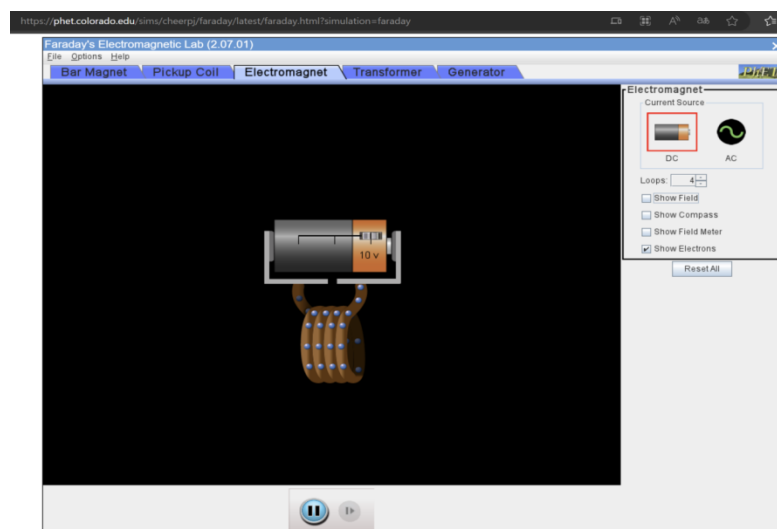 https://phet.colorado.edu/sims/cheerpj/faraday/latest/faraday.html?simulation=faraday
Faraday's Electromagnetic Lab (2.07.01)
File Options Help
Bar Magnet Pickup Coil Electromagnet Transformer Generator
PhET
Electromagnet
Current Source
DC AC
Loops: 4
Show Field
Show Compass
Show Field Meter
Show Electrons
Reset All
10 v